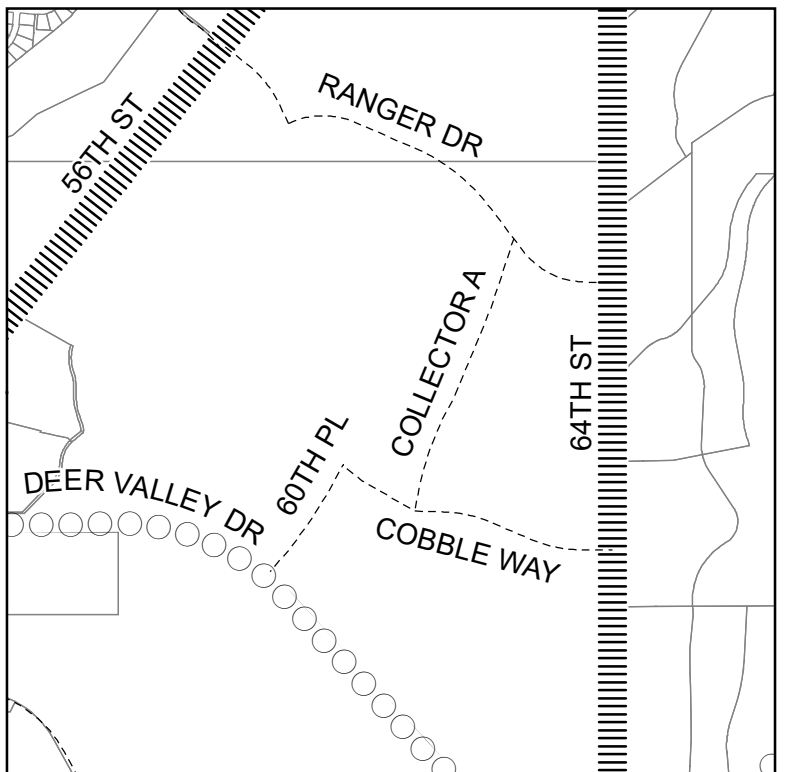 RANGER DR
56TH ST
COLLECTOR A
64TH ST
60TH PL
DEER VALLEY DR
COBBLE WAY